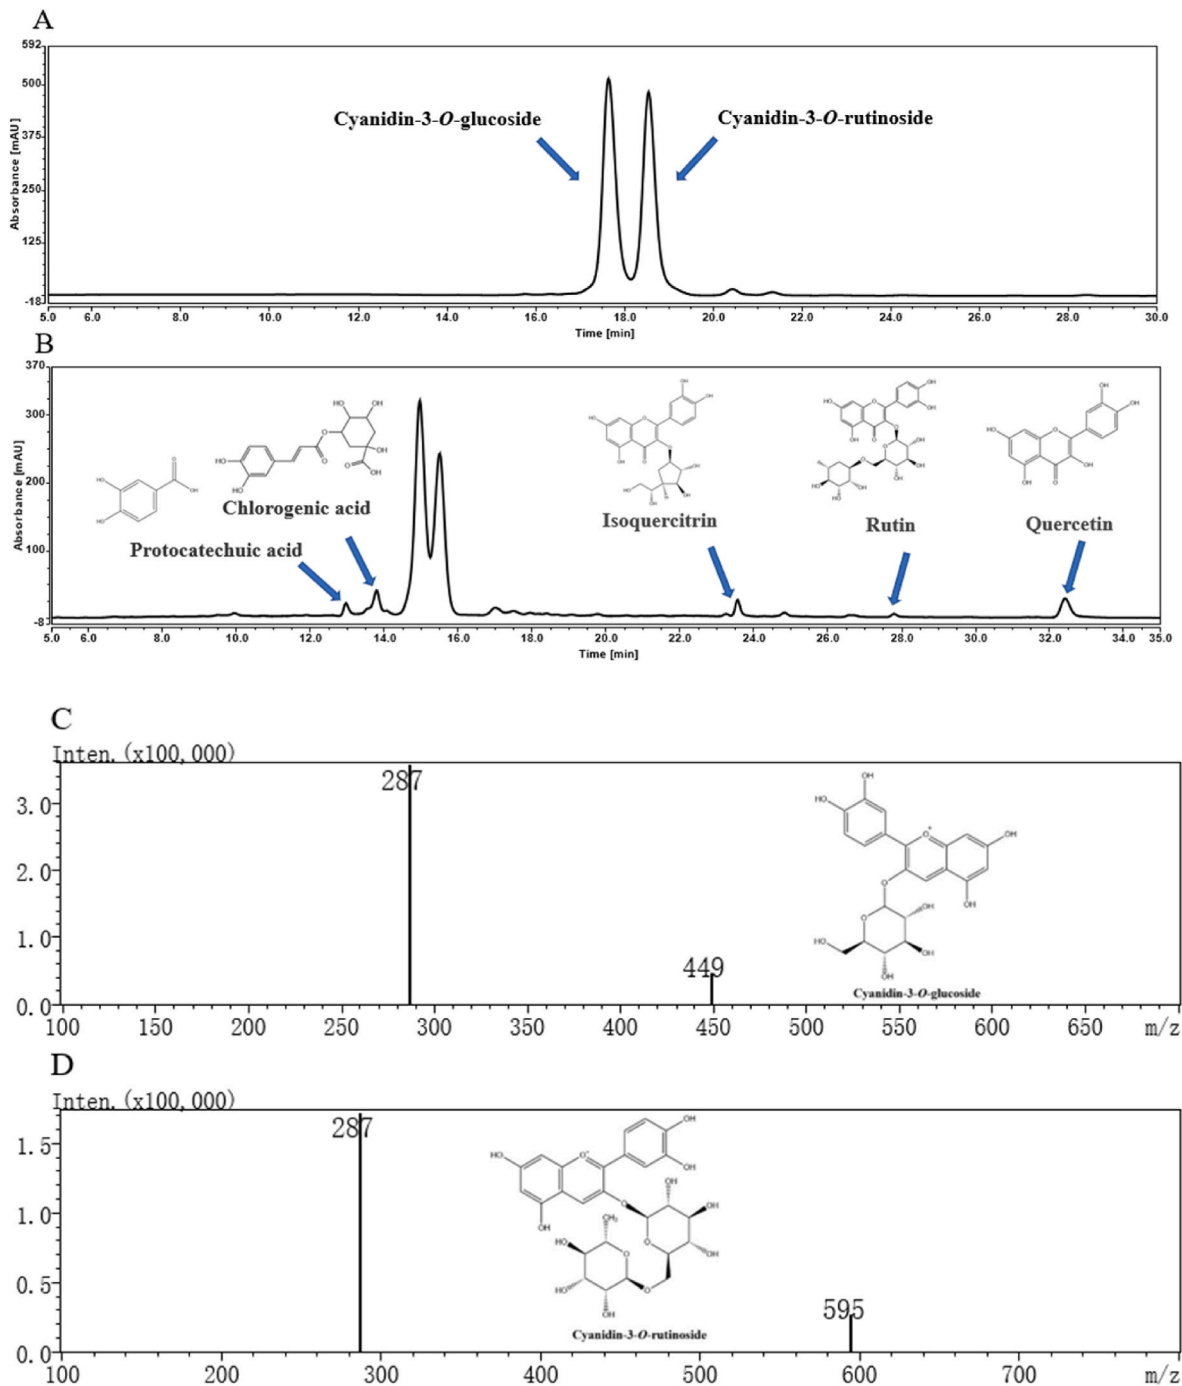 A
592
500
375
250
125
-18
Absorbance [mAU]
Cyanidin-3-O-glucoside
Cyanidin-3-O-rutinoside
5.0 6.0 8.0 10.0 12.0 14.0 16.0 18.0 20.0 22.0 24.0 26.0 28.0 30.0
Time [min]
B
370
300
200
100
-8
Absorbance [mAU]
Protocatechuic acid
Chlorogenic acid
Isoquercitrin
Rutin
Quercetin
5.0 6.0 8.0 10.0 12.0 14.0 16.0 18.0 20.0 22.0 24.0 26.0 28.0 30.0 32.0 34.0 35.0
Time [min]
C
Inten. (x100,000)
3.0
2.0
1.0
0.0
287
449
Cyanidin-3-O-glucoside
100 150 200 250 300 350 400 450 500 550 600 650 m/z
D
Inten. (x100,000)
1.5
1.0
0.5
0.0
287
595
Cyanidin-3-O-rutinoside
100 200 300 400 500 600 700 m/z